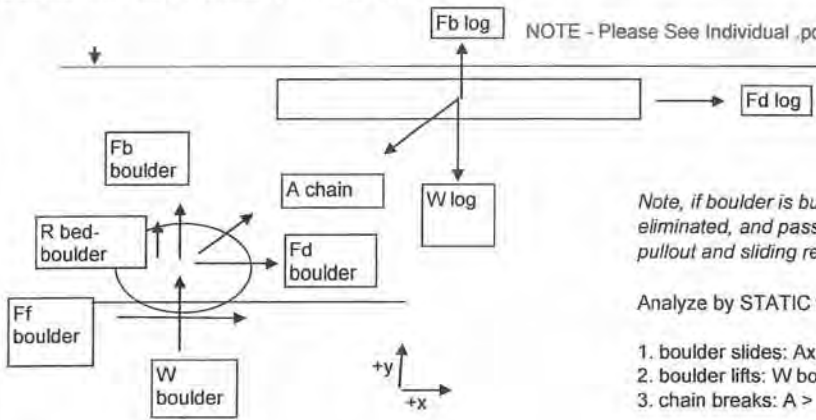 Fb log
NOTE - Please See Individual .po
Fd log
Fb
boulder
A chain
W log
R bed-
boulder
Fd
boulder
Ff
boulder
W
boulder
+y
+x
Note, if boulder is bu
eliminated, and pass
pullout and sliding re
Analyze by STATIC
1. boulder slides: Ax
2. boulder lifts: W bo
3. chain breaks: A >